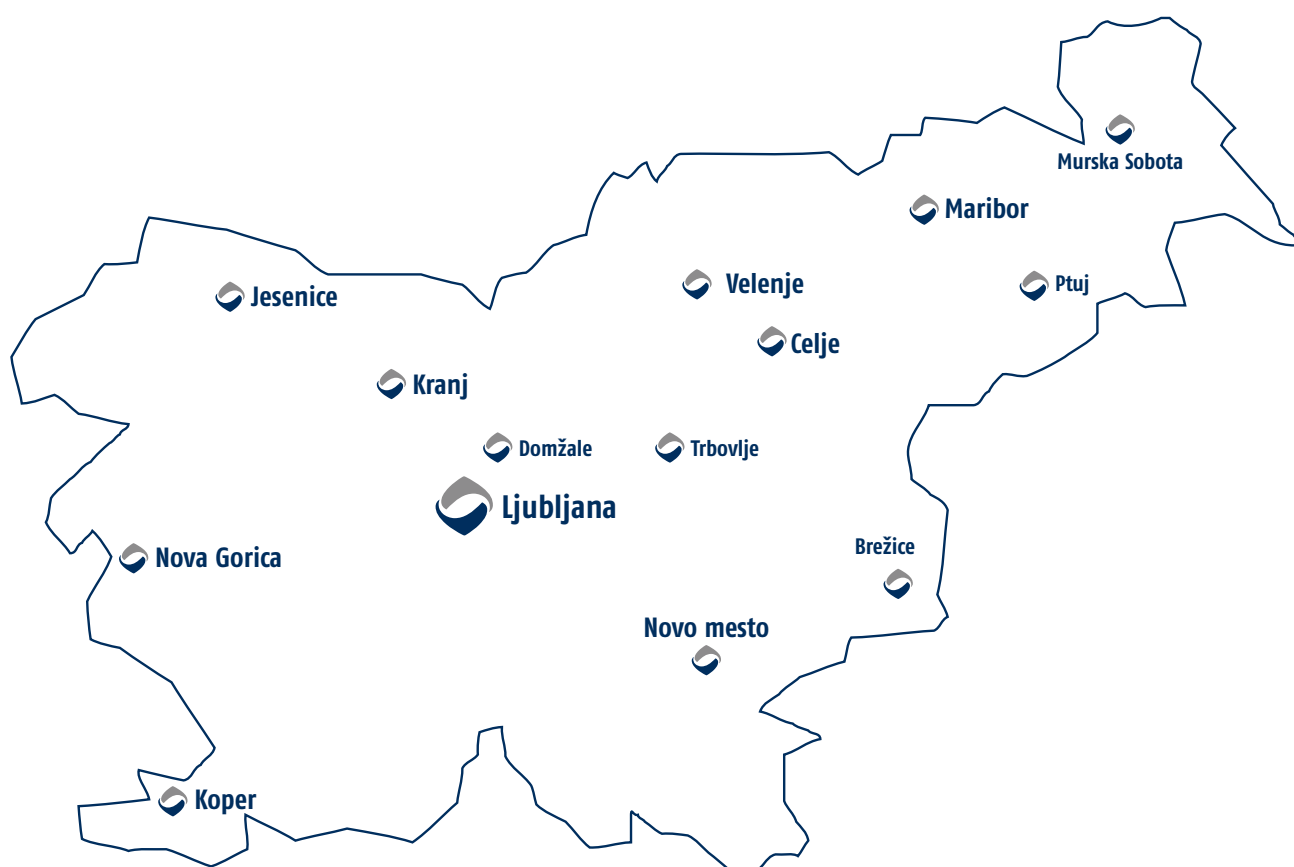 Murska Sobota
Maribor
Velenje
Ptuj
Jesenice
Celje
Kranj
Domžale
Trbovlje
Ljubljana
Brežice
Nova Gorica
Novo mesto
Koper